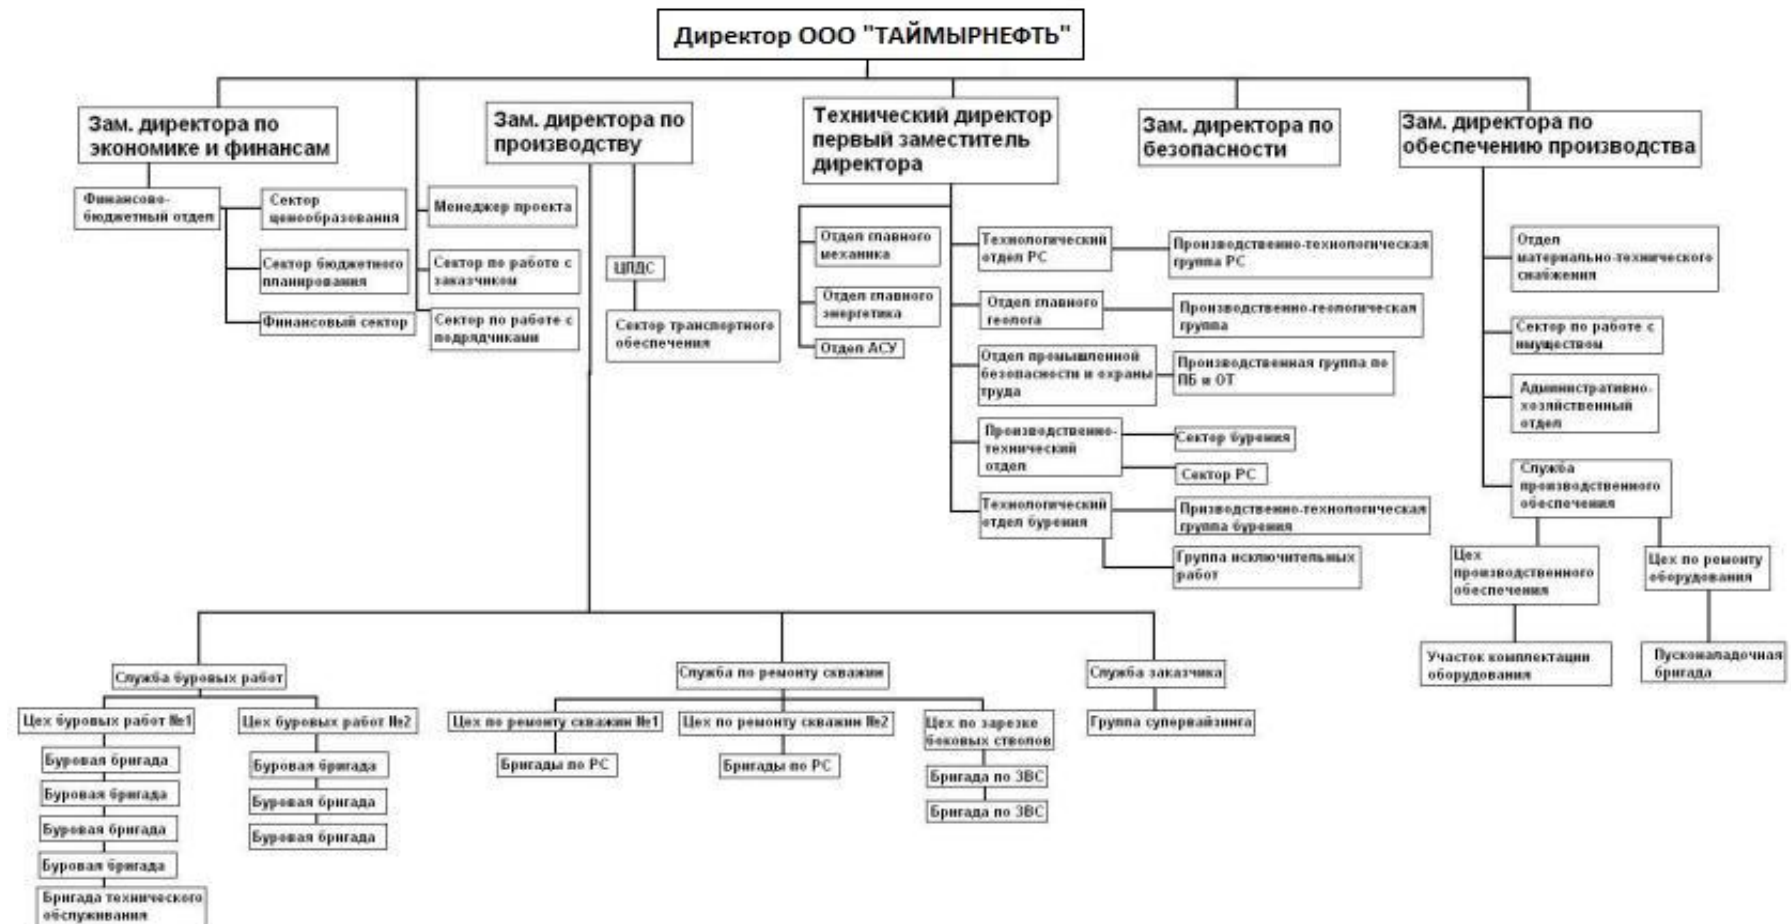 Директор ООО "ТАЙМЫРНЕФТЬ"
Зам. директора по
экономике и финансам
Зам. директора по
производству
Технический директор
первый заместитель
директора
Зам. директора по
безопасности
Зам. директора по
обеспечению производства
Финансово-
бюджетный отдел
Сектор
ценообразования
Сектор бюджетного
планирования
Финансовый сектор
Менеджер проекта
Сектор по работе с
заказчиком
Сектор по работе с
подрядчиками
ЦПДС
Сектор транспортного
обеспечения
Отдел главного
механика
Отдел главного
энергетика
Отдел АСУ
Технологический
отдел РС
Производственно-технологическая
группа РС
Отдел главного
геолога
Производственно-геологическая
группа
Отдел промышленной
безопасности и охраны
труда
Производственная группа по
ПБ и ОТ
Производственно-
технический
отдел
Сектор бурения
Сектор РС
Технологический
отдел бурения
Призводственно-технологическая
группа бурения
Группа исключительных
работ
Отдел
материально-технического
снабжения
Сектор по работе с
имуществом
Административно-
хозяйственный
отдел
Служба
производственного
обеспечения
Цех
производственного
обеспечения
Цех по ремонту
оборудования
Участок комплектации
оборудования
Пусконаладочная
бригада
Служба буровых работ
Цех буровых работ №1
Буровая бригада
Буровая бригада
Буровая бригада
Буровая бригада
Бригада технического
обслуживания
Цех буровых работ №2
Буровая бригада
Буровая бригада
Буровая бригада
Служба по ремонту скважин
Цех по ремонту скважин №1
Бригады по РС
Цех по ремонту скважин №2
Бригады по РС
Цех по зарезке
боковых стволов
Бригада по ЗВС
Бригада по ЗВС
Служба заказчика
Группа супервайзинга